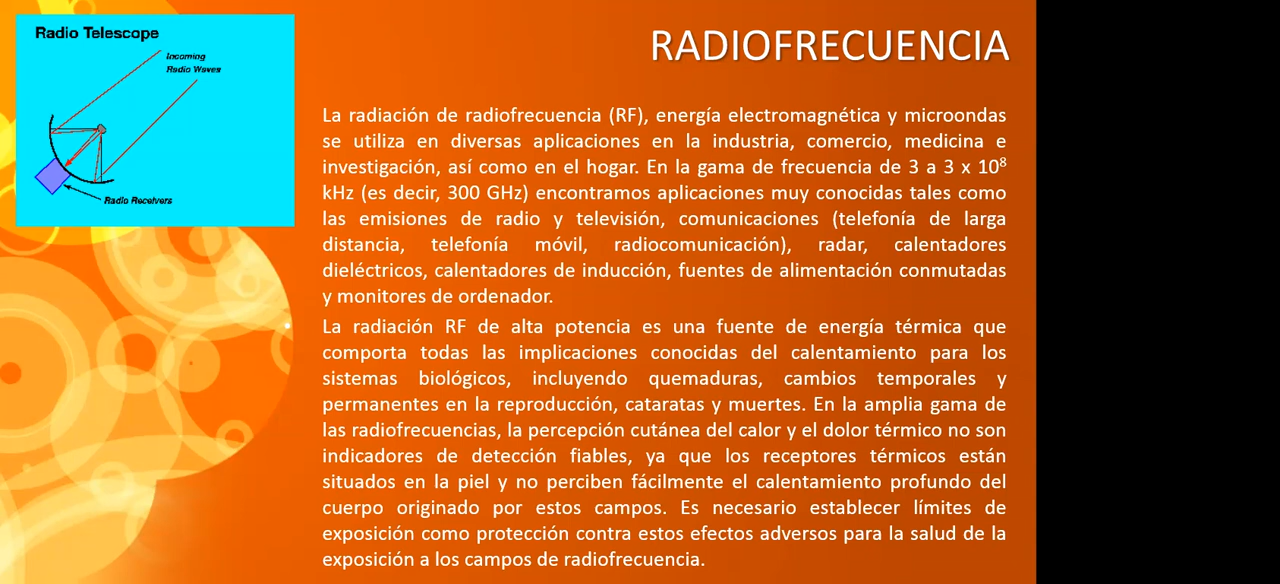 Radio Telescope
Incoming
Radio Waves
Radio Receivers
RADIOFRECUENCIA
La radiación de radiofrecuencia (RF), energía electromagnética y microondas
se utiliza en diversas aplicaciones en la industria, comercio, medicina e
investigación, así como en el hogar. En la gama de frecuencia de 3 a 3 x 10⁸
kHz (es decir, 300 GHz) encontramos aplicaciones muy conocidas tales como
las emisiones de radio y televisión, comunicaciones (telefonía de larga
distancia, telefonía móvil, radiocomunicación), radar, calentadores
dieléctricos, calentadores de inducción, fuentes de alimentación conmutadas
y monitores de ordenador.
La radiación RF de alta potencia es una fuente de energía térmica que
comporta todas las implicaciones conocidas del calentamiento para los
sistemas biológicos, incluyendo quemaduras, cambios temporales y
permanentes en la reproducción, cataratas y muertes. En la amplia gama de
las radiofrecuencias, la percepción cutánea del calor y el dolor térmico no son
indicadores de detección fiables, ya que los receptores térmicos están
situados en la piel y no perciben fácilmente el calentamiento profundo del
cuerpo originado por estos campos. Es necesario establecer límites de
exposición como protección contra estos efectos adversos para la salud de la
exposición a los campos de radiofrecuencia.